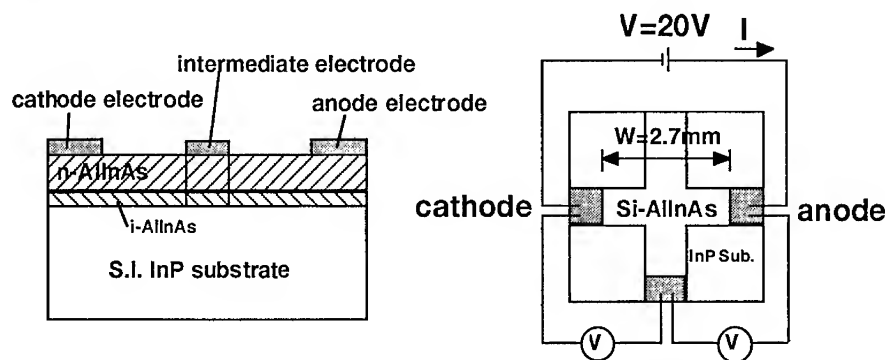 intermediate electrode
cathode electrode
anode electrode
n-AlInAs
i-AlInAs
S.I. InP substrate
V=20V
I
W=2.7mm
cathode
Si-AlInAs
anode
InP Sub.
V
V